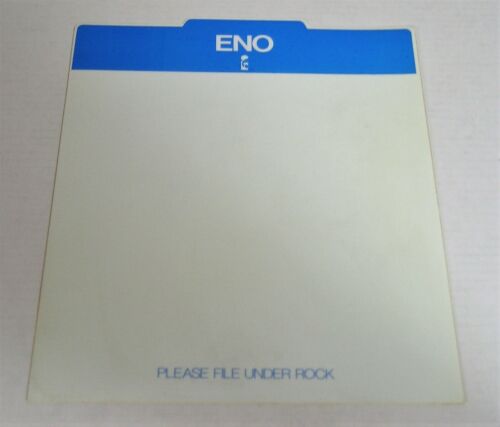 ENO
PLEASE FILE UNDER ROCK